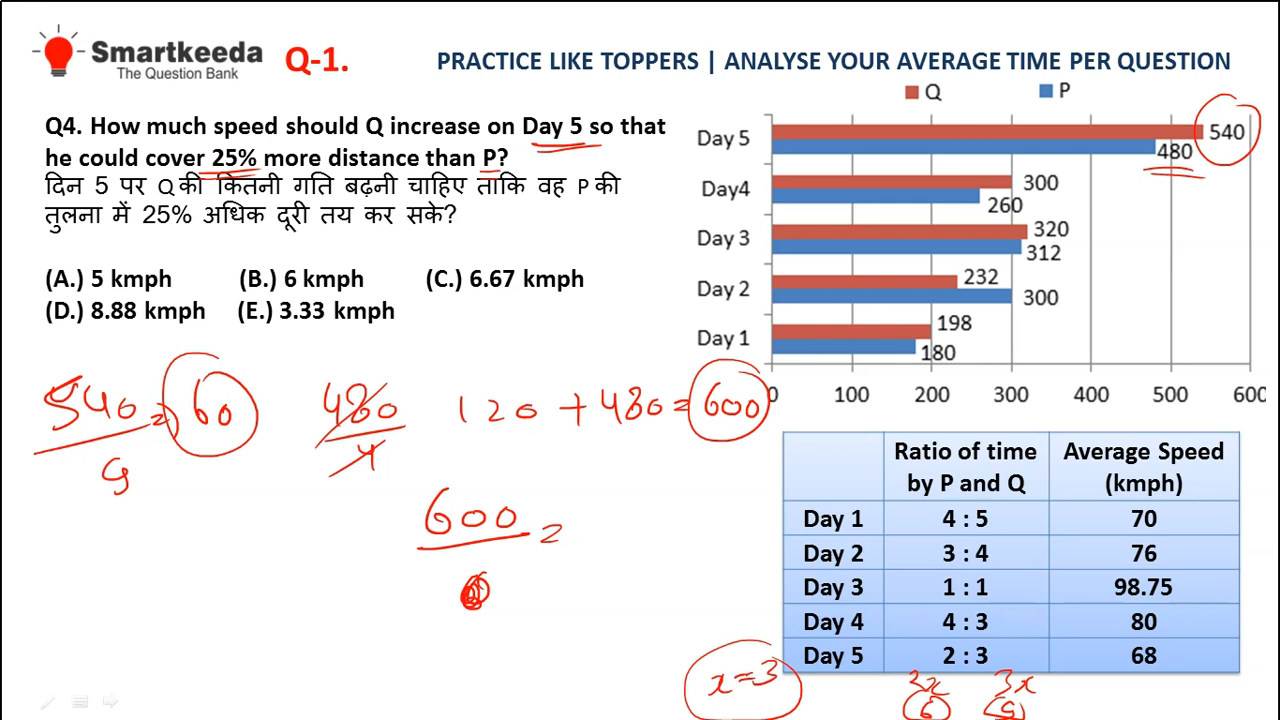 Smartkeeda
The Question Bank
Q-1.
PRACTICE LIKE TOPPERS | ANALYSE YOUR AVERAGE TIME PER QUESTION
Q4. How much speed should Q increase on Day 5 so that
he could cover 25% more distance than P?
दिन 5 पर Q की कितनी गति बढ़नी चाहिए ताकि वह P की
तुलना में 25% अधिक दूरी तय कर सके?
(A.) 5 kmph (B.) 6 kmph (C.) 6.67 kmph
(D.) 8.88 kmph (E.) 3.33 kmph
Q P
Day 5 540
480
Day4 300
260
Day 3 320
312
Day 2 232
300
Day 1 198
180
0 100 200 300 400 500 600
540 = 60
9
480
4
120 + 480 = 600
600 =
Ratio of time by P and Q Average Speed (kmph)
Day 1 4 : 5 70
Day 2 3 : 4 76
Day 3 1 : 1 98.75
Day 4 4 : 3 80
Day 5 2 : 3 68
x = 3
2x 3x
(6) (9)